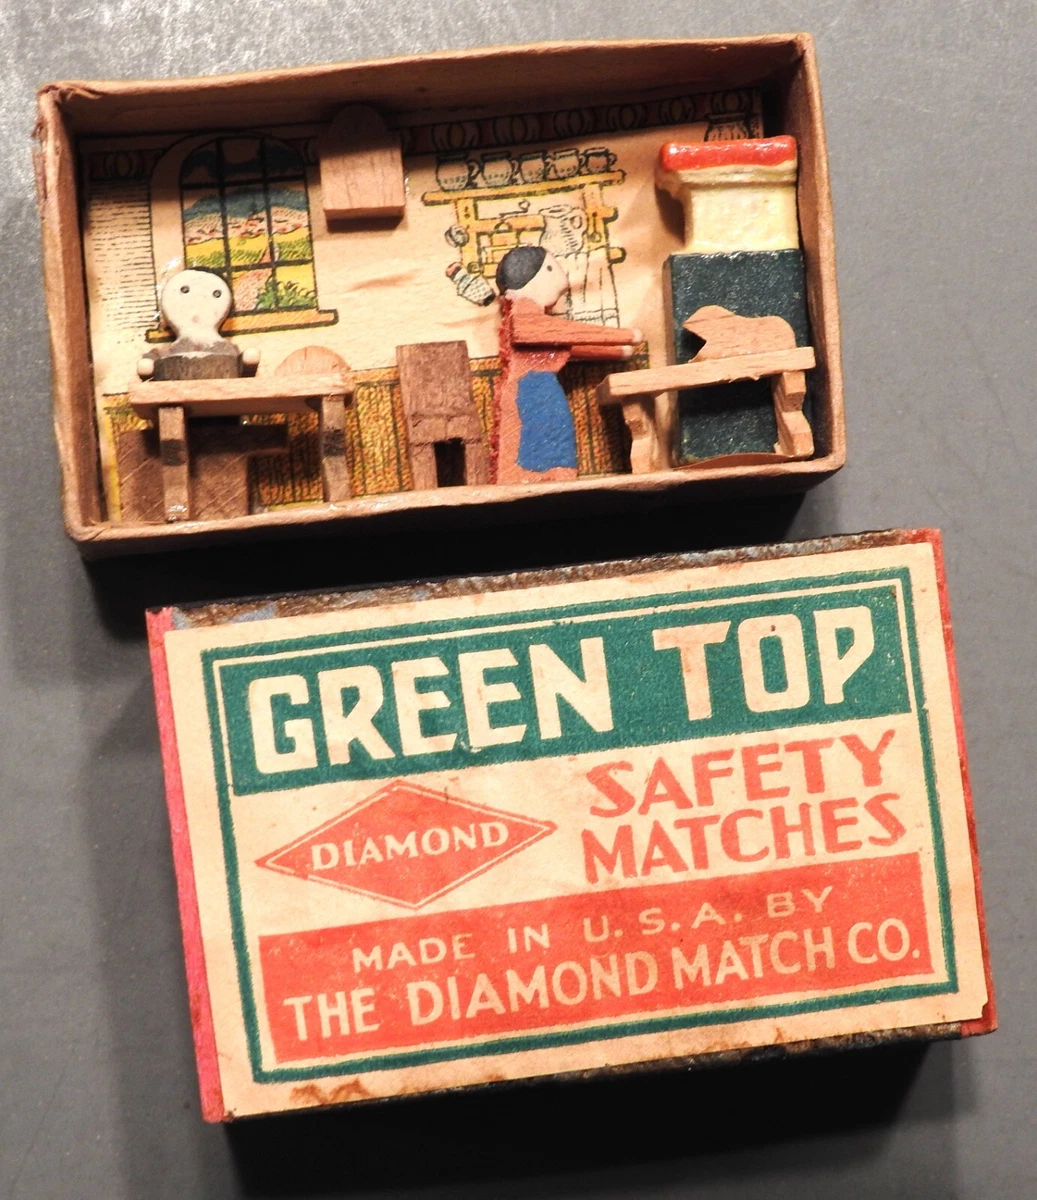 GREEN TOP
DIAMOND
SAFETY
MATCHES
MADE IN U.S.A. BY
THE DIAMOND MATCH CO.